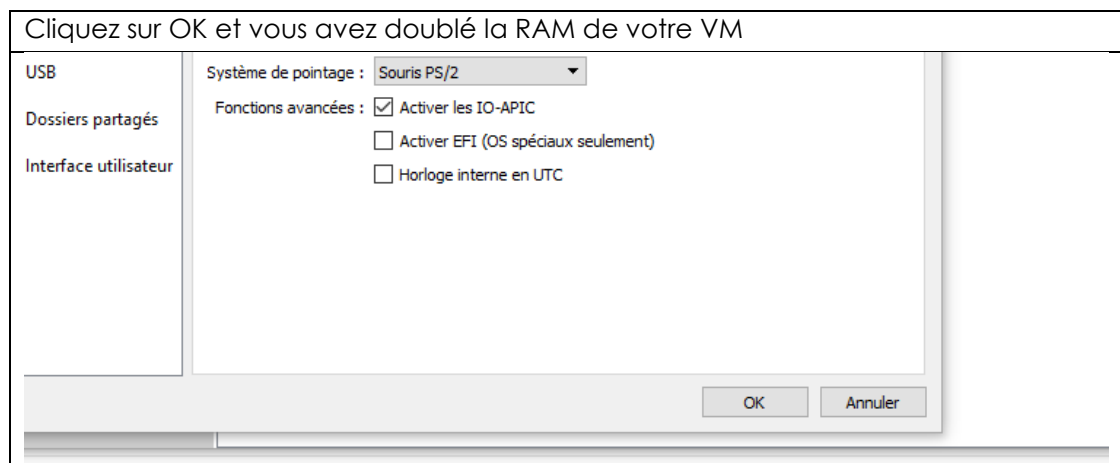 Cliquez sur OK et vous avez doublé la RAM de votre VM
USB
Système de pointage : Souris PS/2
Dossiers partagés
Fonctions avancées : Activer les IO-APIC
Activer EFI (OS spéciaux seulement)
Interface utilisateur
Horloge interne en UTC
OK Annuler